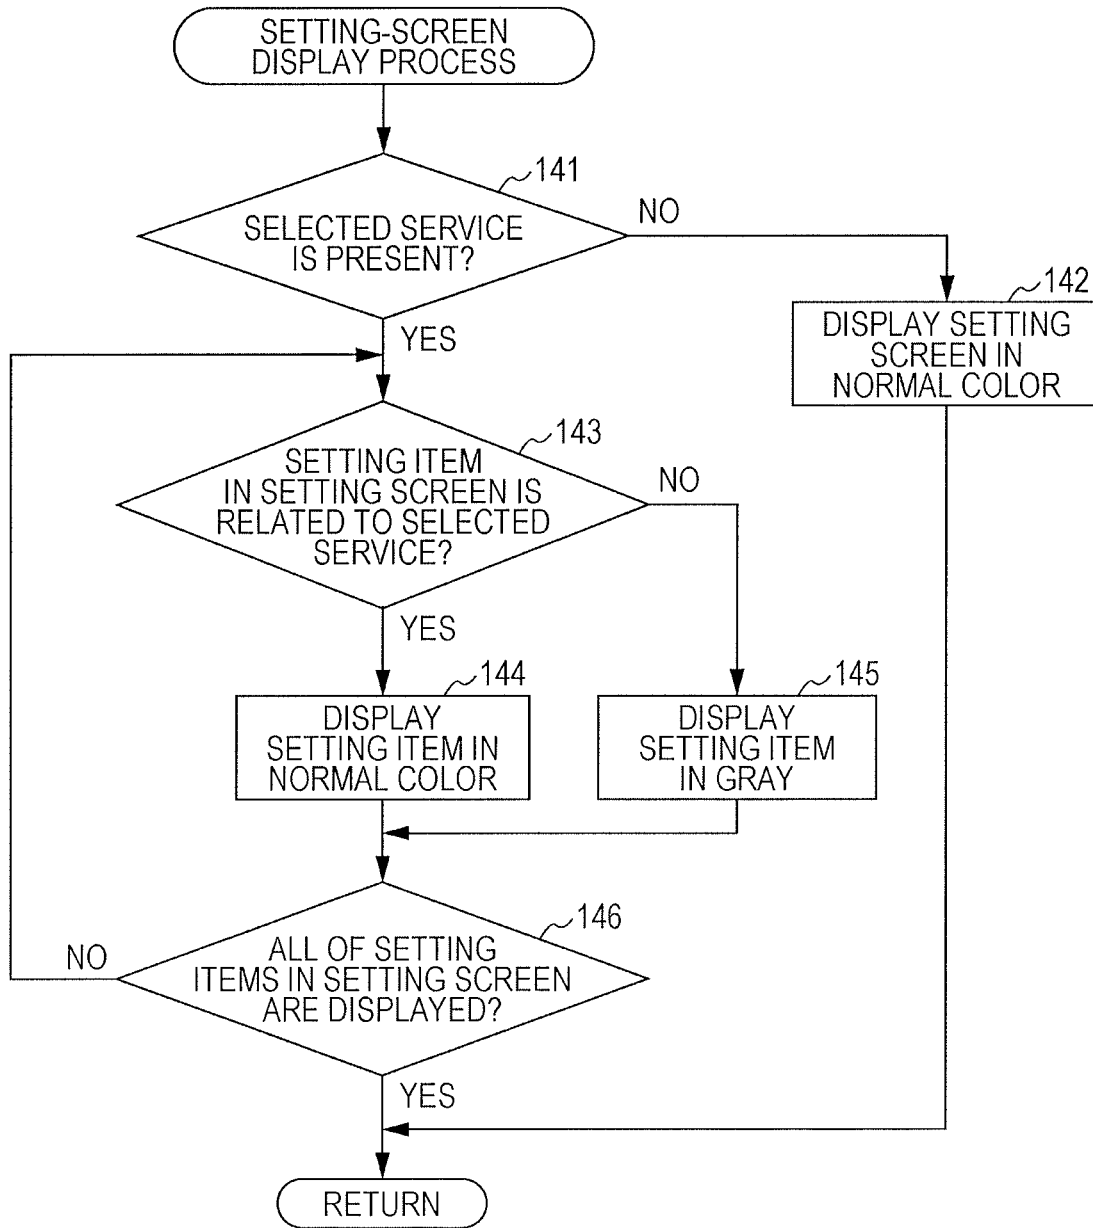 SETTING-SCREEN
DISPLAY PROCESS
141
SELECTED SERVICE
IS PRESENT?
NO
YES
142
DISPLAY SETTING
SCREEN IN
NORMAL COLOR
143
SETTING ITEM
IN SETTING SCREEN IS
RELATED TO SELECTED
SERVICE?
NO
YES
144
DISPLAY
SETTING ITEM IN
NORMAL COLOR
145
DISPLAY
SETTING ITEM
IN GRAY
146
ALL OF SETTING
ITEMS IN SETTING SCREEN
ARE DISPLAYED?
NO
YES
RETURN